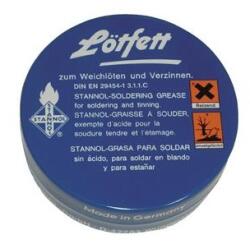 Lötfett
zum Weichlöten und Verzinnen.
DIN EN 29454-1 3.1.1.C
STANNOL-SOLDERING GREASE
for soldering and tinning.
STANNOL-GRAISSE A SOUDER,
exempte d'acide pour la
soudure tendre et l'étamage.
STANNOL-GRASA PARA SOLDAR
sin ácido, para soldar en blando
y para estañar
STANNOL
Reizend
Made in Germany